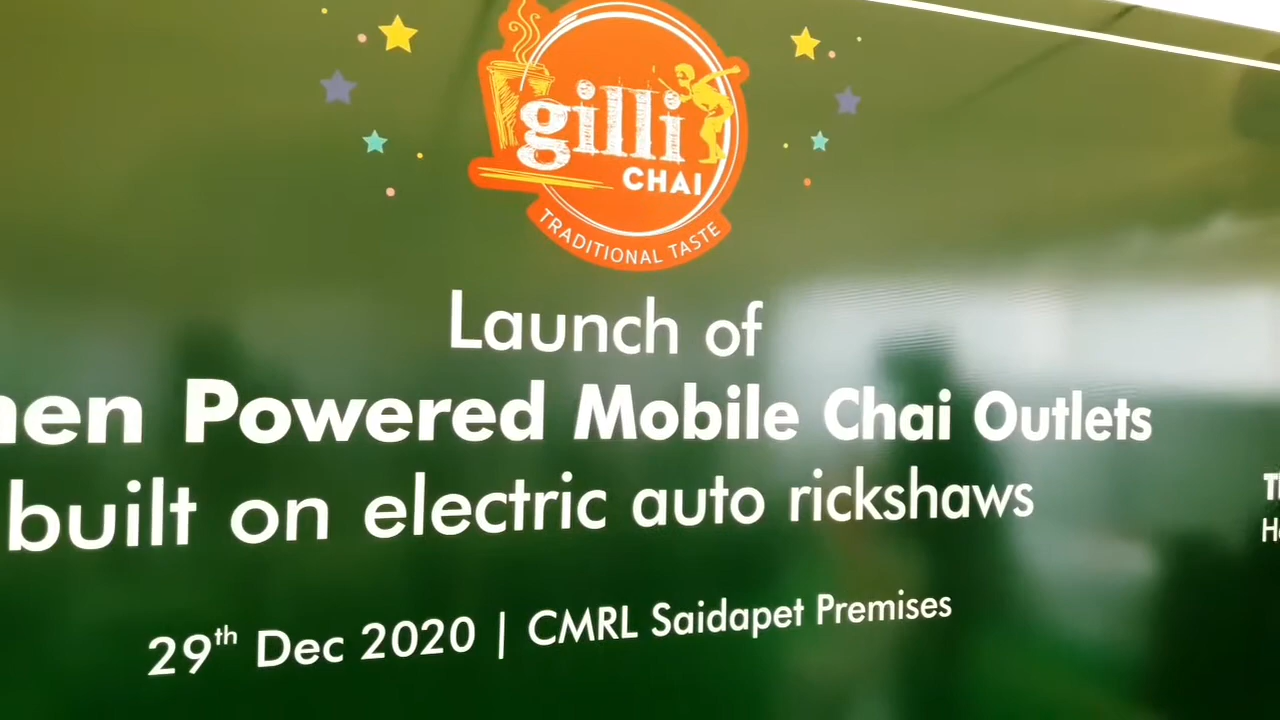 gilli
CHAI
TRADITIONAL TASTE
Launch of
Powered Mobile Chai Outlets
built on electric auto rickshaws
29th Dec 2020 | CMRL Saidapet Premises